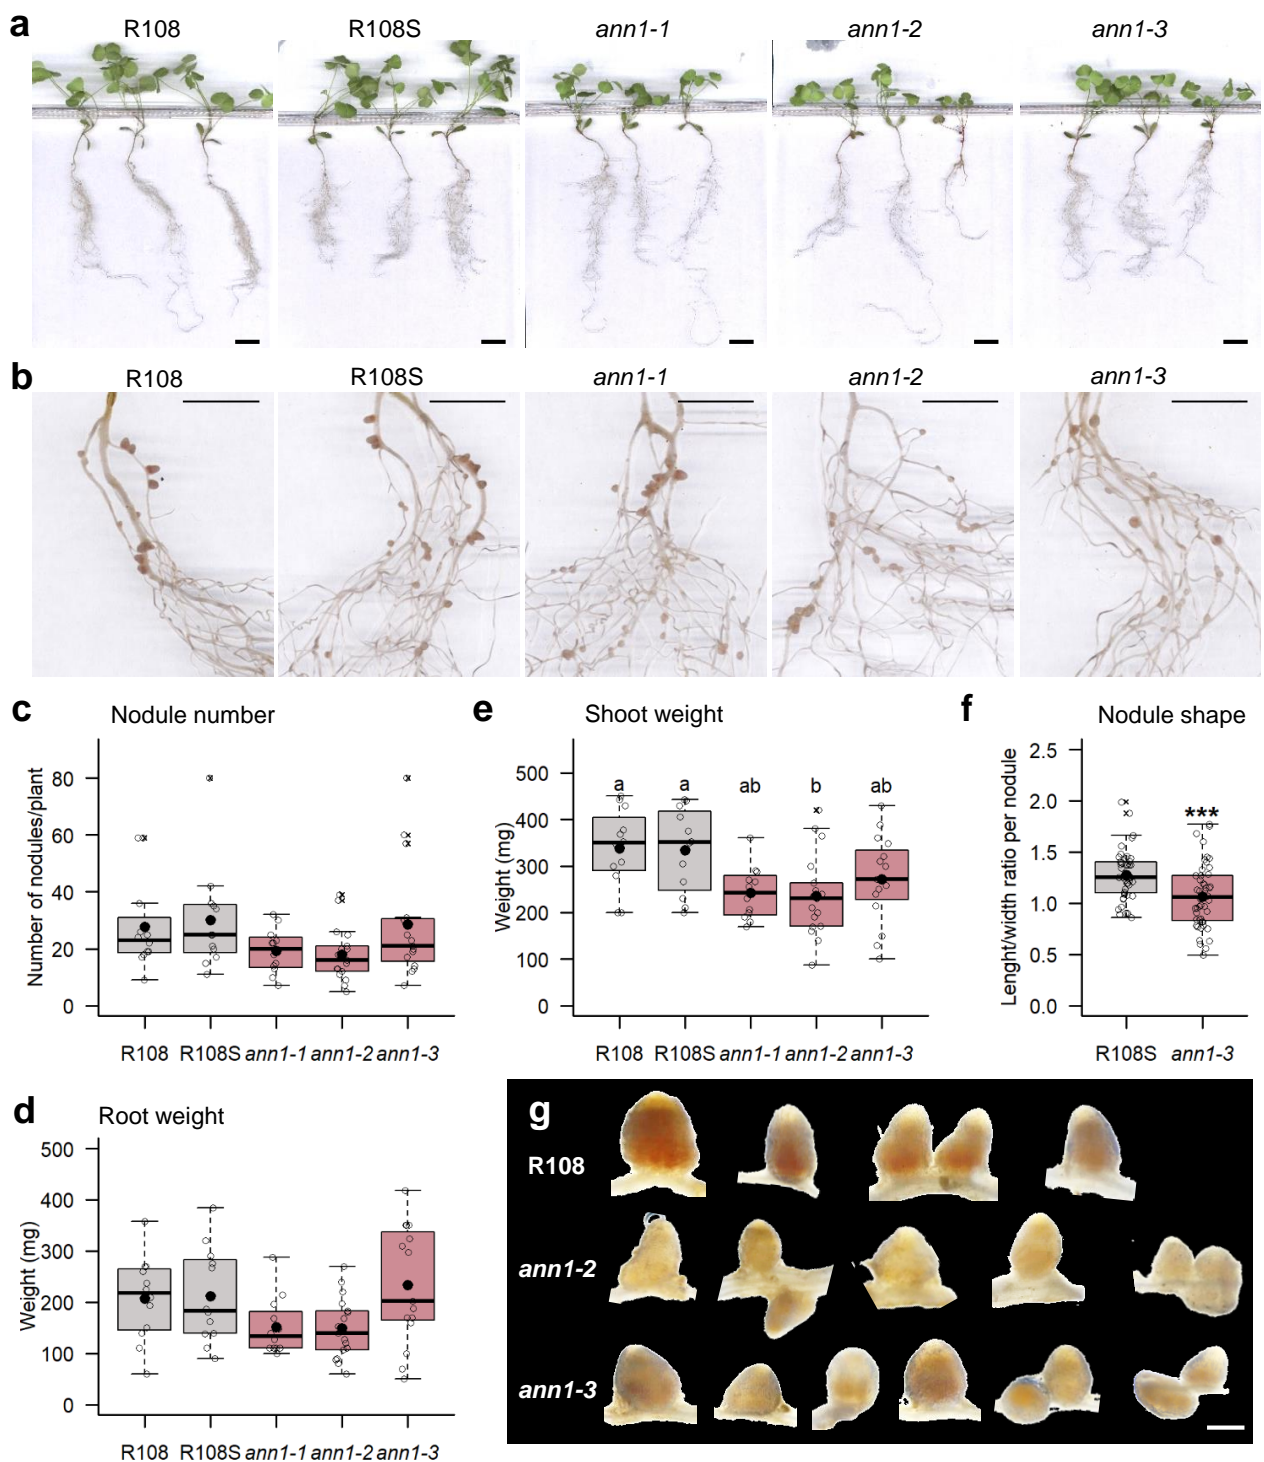 a
R108 R108S ann1-1 ann1-2 ann1-3
b
R108 R108S ann1-1 ann1-2 ann1-3
c Nodule number
Number of nodules/plant
80
60
40
20
0
R108 R108S ann1-1 ann1-2 ann1-3
d Root weight
Weight (mg)
500
400
300
200
100
0
R108 R108S ann1-1 ann1-2 ann1-3
e Shoot weight
Weight (mg)
500
400
300
200
100
0
a a ab b ab
R108 R108S ann1-1 ann1-2 ann1-3
f Nodule shape
Lenght/width ratio per nodule
2.5
2.0
1.5
1.0
0.5
0.0
***
R108S ann1-3
g
R108
ann1-2
ann1-3